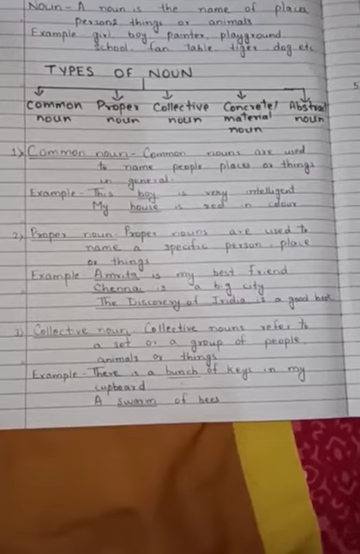 Noun - A noun is the name of place
persons, things or animals
Example girl, boy, painter, playground
school, fan table tiger dog etc
TYPES OF NOUN
Common noun
Proper noun
Collective noun
Concrete/ material noun
Abstract noun
1) Common noun - Common nouns are used
to name people places or things
in general.
Example - This boy is very intelligent
My house is red in colour
2) Proper noun - Proper nouns are used to
name a specific person, place
or things
Example - Amrita is my best friend
Chennai is a big city
The Discovery of India is a good book
3) Collective noun - Collective nouns refer to
a set or a group of people,
animals or things
Example - There is a bunch of keys in my
cupboard
A swarm of bees